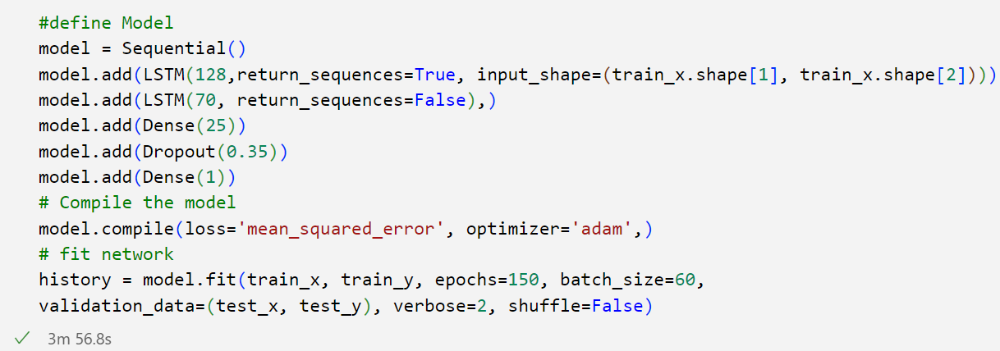 #define Model
model = Sequential()
model.add(LSTM(128,return_sequences=True, input_shape=(train_x.shape[1], train_x.shape[2])))
model.add(LSTM(70, return_sequences=False),)
model.add(Dense(25))
model.add(Dropout(0.35))
model.add(Dense(1))
# Compile the model
model.compile(loss='mean_squared_error', optimizer='adam',)
# fit network
history = model.fit(train_x, train_y, epochs=150, batch_size=60,
validation_data=(test_x, test_y), verbose=2, shuffle=False)
✓ 3m 56.8s